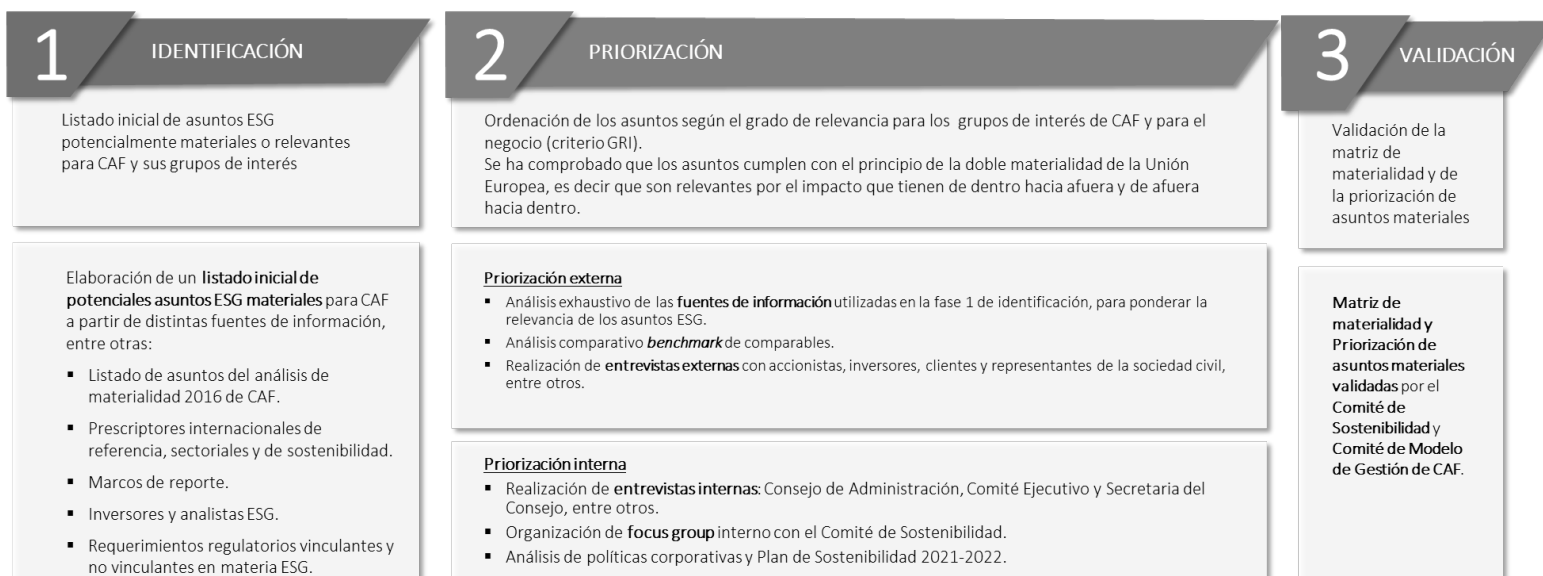 1
IDENTIFICACIÓN
Listado inicial de asuntos ESG
potencialmente materiales o relevantes
para CAF y sus grupos de interés
Elaboración de un listado inicial de
potenciales asuntos ESG materiales para CAF
a partir de distintas fuentes de información,
entre otras:
▪ Listado de asuntos del análisis de
materialidad 2016 de CAF.
▪ Prescriptores internacionales de
referencia, sectoriales y de sostenibilidad.
▪ Marcos de reporte.
▪ Inversores y analistas ESG.
▪ Requerimientos regulatorios vinculantes y
no vinculantes en materia ESG.
2
PRIORIZACIÓN
Ordenación de los asuntos según el grado de relevancia para los grupos de interés de CAF y para el
negocio (criterio GRI).
Se ha comprobado que los asuntos cumplen con el principio de la doble materialidad de la Unión
Europea, es decir que son relevantes por el impacto que tienen de dentro hacia afuera y de afuera
hacia dentro.
Priorización externa
▪ Análisis exhaustivo de las fuentes de información utilizadas en la fase 1 de identificación, para ponderar la
relevancia de los asuntos ESG.
▪ Análisis comparativo benchmark de comparables.
▪ Realización de entrevistas externas con accionistas, inversores, clientes y representantes de la sociedad civil,
entre otros.
Priorización interna
▪ Realización de entrevistas internas: Consejo de Administración, Comité Ejecutivo y Secretaria del
Consejo, entre otros.
▪ Organización de focus group interno con el Comité de Sostenibilidad.
▪ Análisis de políticas corporativas y Plan de Sostenibilidad 2021-2022.
3
VALIDACIÓN
Validación de la
matriz de
materialidad y de
la priorización de
asuntos materiales
Matriz de
materialidad y
Priorización de
asuntos materiales
validadas por el
Comité de
Sostenibilidad y
Comité de Modelo
de Gestión de CAF.